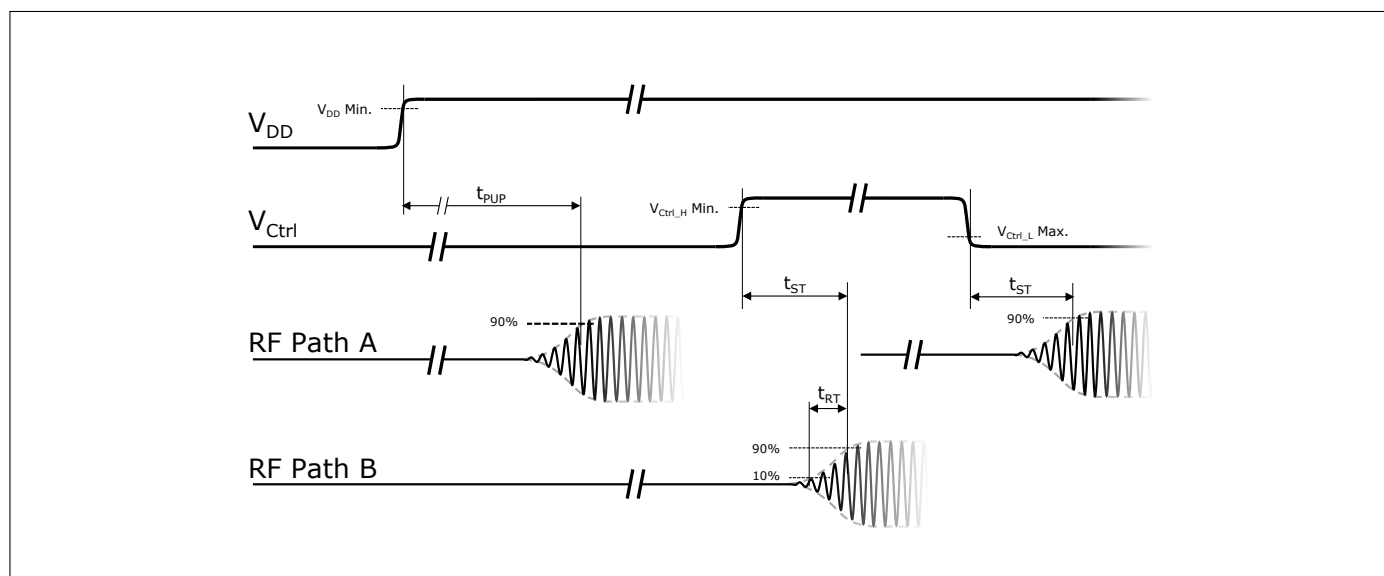 V_DD Min.
V_DD
t_PUP
V_Ctrl_H Min.
V_Ctrl
V_Ctrl_L Max.
t_ST
t_ST
90%
90%
RF Path A
t_RT
90%
RF Path B
10%